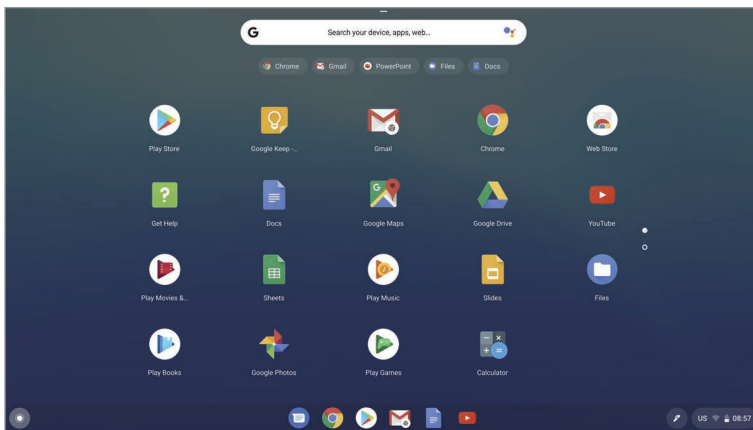 G Search your device, apps, web...
Chrome Gmail PowerPoint Files Docs
Play Store Google Keep -... Gmail Chrome Web Store
? G
Get Help Docs Google Maps Google Drive YouTube
Play Movies &... Sheets Play Music Slides Files
Play Books Google Photos Play Games Calculator
US 08:57